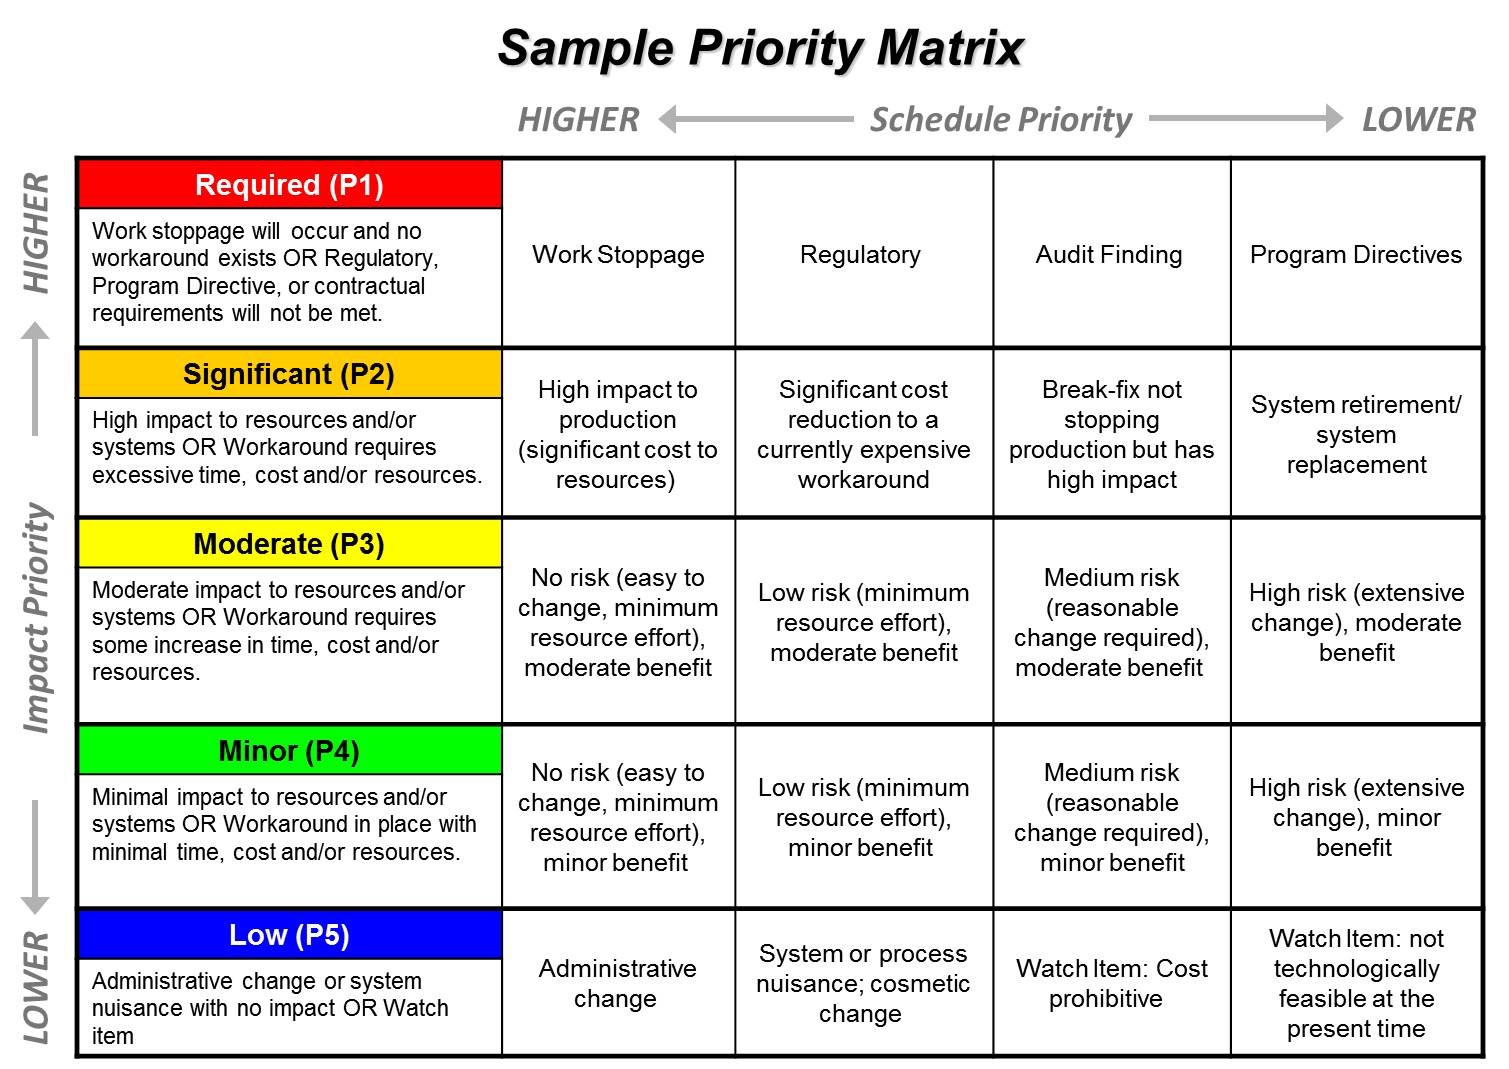 Sample Priority Matrix
HIGHER
Schedule Priority
LOWER
HIGHER
Impact Priority
LOWER
Required (P1)
Work stoppage will occur and no
workaround exists OR Regulatory,
Program Directive, or contractual
requirements will not be met.
Work Stoppage
Regulatory
Audit Finding
Program Directives
Significant (P2)
High impact to resources and/or
systems OR Workaround requires
excessive time, cost and/or resources.
High impact to
production
(significant cost to
resources)
Significant cost
reduction to a
currently expensive
workaround
Break-fix not
stopping
production but has
high impact
System retirement/
system
replacement
Moderate (P3)
Moderate impact to resources and/or
systems OR Workaround requires
some increase in time, cost and/or
resources.
No risk (easy to
change, minimum
resource effort),
moderate benefit
Low risk (minimum
resource effort),
moderate benefit
Medium risk
(reasonable
change required),
moderate benefit
High risk (extensive
change), moderate
benefit
Minor (P4)
Minimal impact to resources and/or
systems OR Workaround in place with
minimal time, cost and/or resources.
No risk (easy to
change, minimum
resource effort),
minor benefit
Low risk (minimum
resource effort),
minor benefit
Medium risk
(reasonable
change required),
minor benefit
High risk (extensive
change), minor
benefit
Low (P5)
Administrative change or system
nuisance with no impact OR Watch
item
Administrative
change
System or process
nuisance; cosmetic
change
Watch Item: Cost
prohibitive
Watch Item: not
technologically
feasible at the
present time